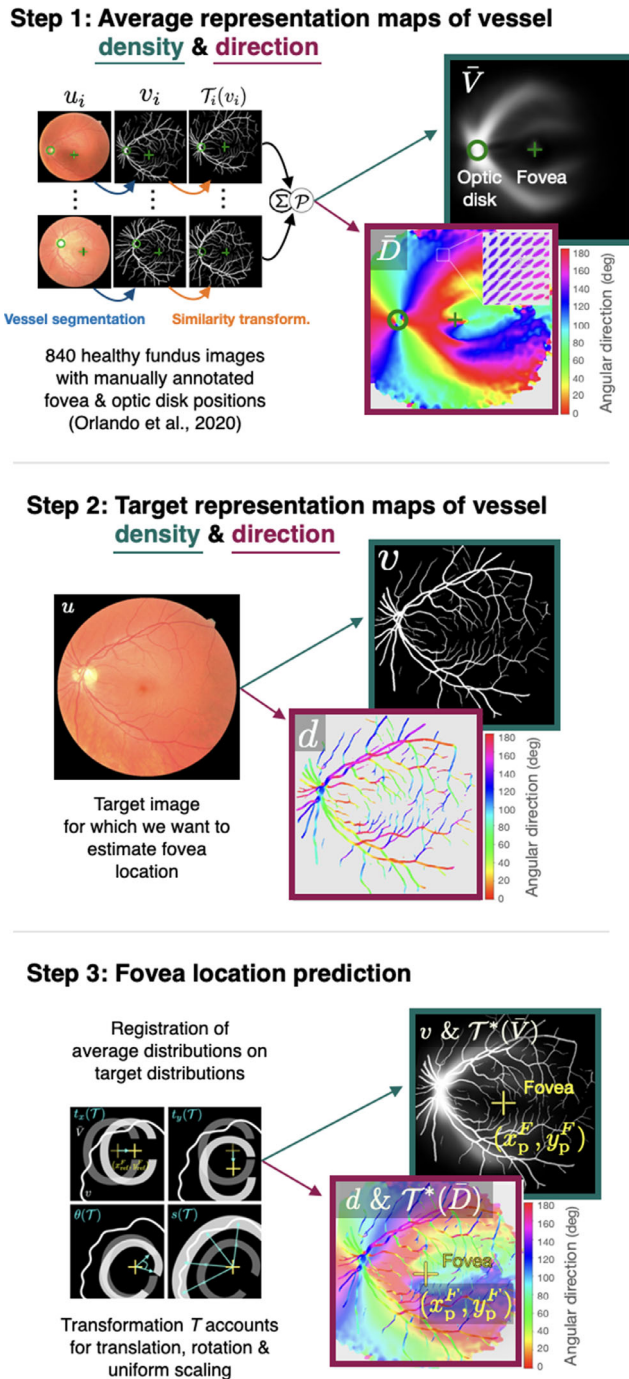 Step 1: Average representation maps of vessel
density & direction
u_i v_i T_i(v_i)
V̄
Optic
disk
Fovea
Σ P
D̄
180
160
140
120
100
80
60
40
20
0
Angular direction (deg)
Vessel segmentation Similarity transform.
840 healthy fundus images
with manually annotated
fovea & optic disk positions
(Orlando et al., 2020)
Step 2: Target representation maps of vessel
density & direction
u
v
d
180
160
140
120
100
80
60
40
20
0
Angular direction (deg)
Target image
for which we want to
estimate fovea
location
Step 3: Fovea location prediction
Registration of
average distributions on
target distributions
v & T*(V̄)
Fovea
(x_p^F, y_p^F)
t_x(T) t_y(T)
V̄
v
θ(T) s(T)
d & T*(D̄)
Fovea
(x_p^F, y_p^F)
180
160
140
120
100
80
60
40
20
0
Angular direction (deg)
Transformation T accounts
for translation, rotation &
uniform scaling